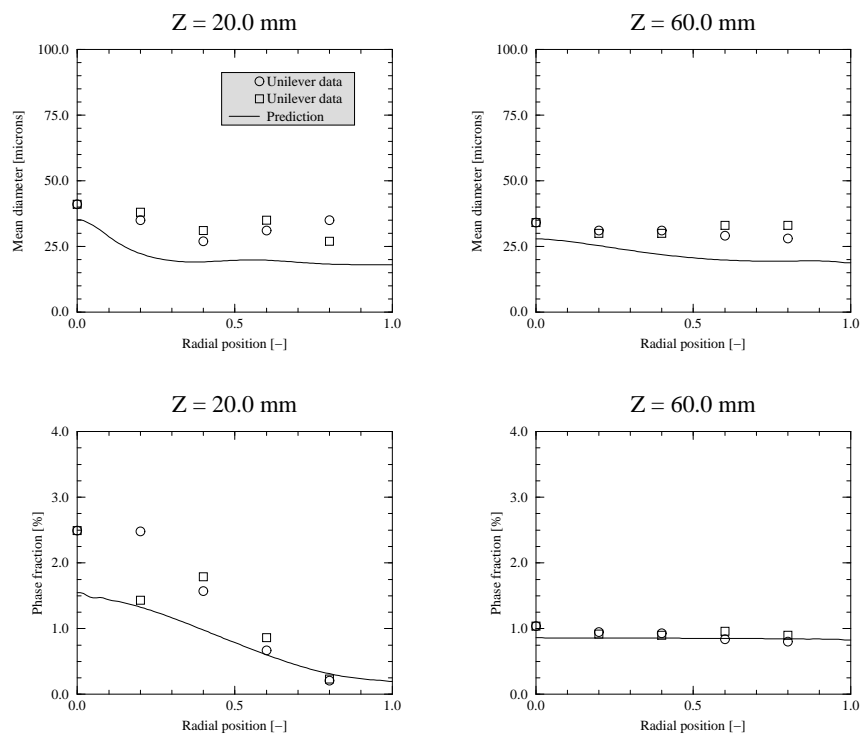 Z = 20.0 mm
Mean diameter [microns]
100.0
75.0
50.0
25.0
0.0
Unilever data
Unilever data
Prediction
0.0 0.5 1.0
Radial position [−]
Z = 60.0 mm
Mean diameter [microns]
100.0
75.0
50.0
25.0
0.0
0.0 0.5 1.0
Radial position [−]
Z = 20.0 mm
Phase fraction [%]
4.0
3.0
2.0
1.0
0.0
0.0 0.5 1.0
Radial position [−]
Z = 60.0 mm
Phase fraction [%]
4.0
3.0
2.0
1.0
0.0
0.0 0.5 1.0
Radial position [−]